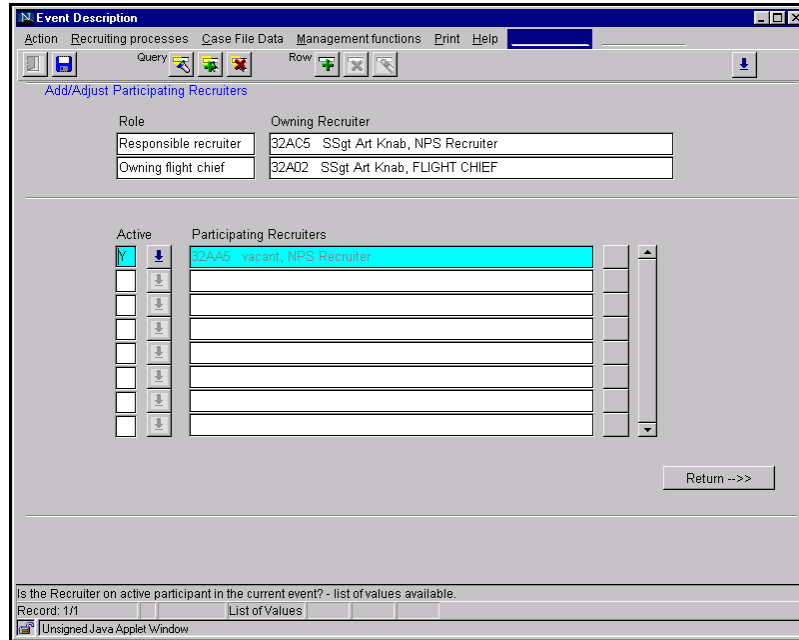 Event Description
Action Recruiting processes Case File Data Management functions Print Help
Query Row
Add/Adjust Participating Recruiters
Role Owning Recruiter
Responsible recruiter 32AC5 SSgt Art Knab, NPS Recruiter
Owning flight chief 32A02 SSgt Art Knab, FLIGHT CHIEF
Active Participating Recruiters
Y 32AA5 vacant, NPS Recruiter
Return -->>
Is the Recruiter on active participant in the current event? - list of values available.
Record: 1/1 List of Values
Unsigned Java Applet Window